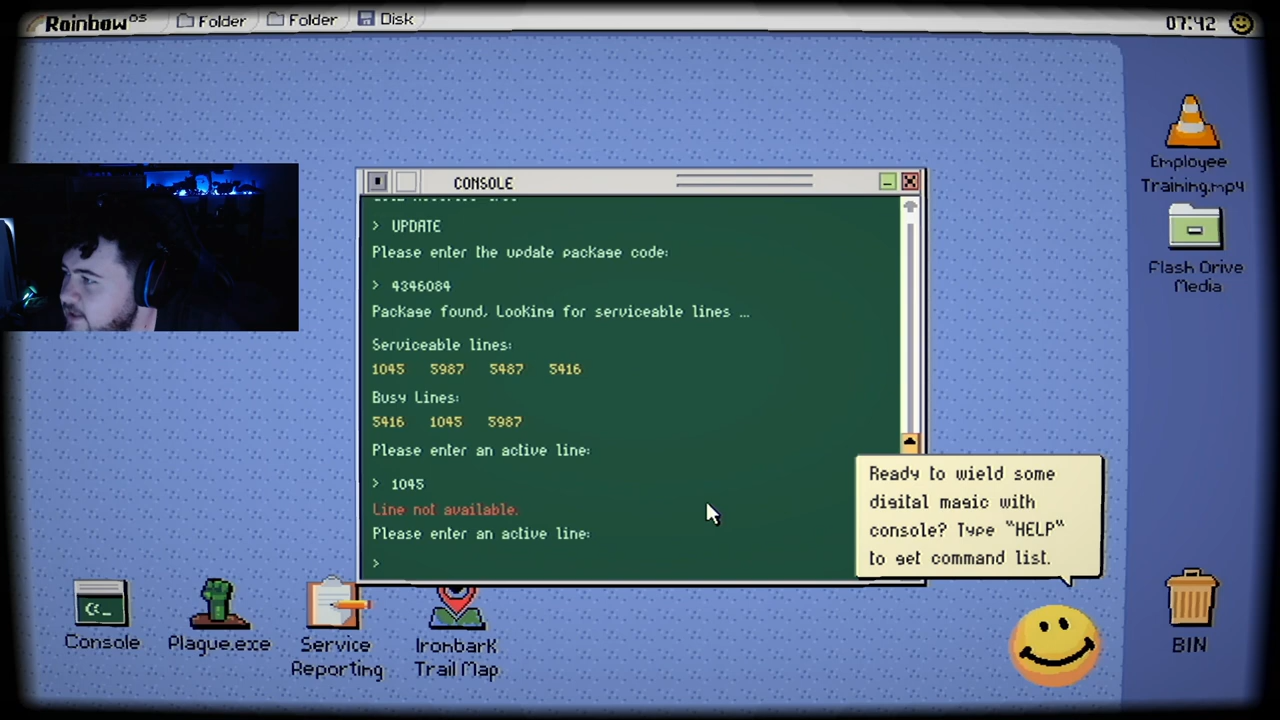 RainbowOS Folder Folder Disk 07:42
Employee
Training.mp4
Flash Drive
Media
CONSOLE
> UPDATE
Please enter the update package code:
> 4346084
Package found. Looking for serviceable lines ...
Serviceable lines:
1045 5987 5487 5416
Busy Lines:
5416 1045 5987
Please enter an active line:
> 1045
Line not available.
Please enter an active line:
>
Ready to wield some
digital magic with
console? Type "HELP"
to get command list.
Console
Plague.exe
Service
Reporting
Ironbark
Trail Map
BIN